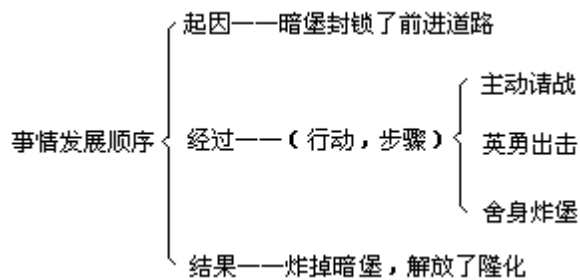 起因——暗堡封锁了前进道路
主动请战
事情发展顺序
经过——（行动，步骤）
英勇出击
舍身炸堡
结果——炸掉暗堡，解放了隆化